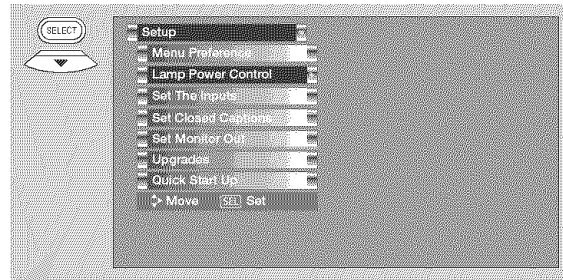 SELECT
Setup
Menu Preference
Lamp Power Control
Set The Inputs
Set Closed Captions
Set Monitor Out
Upgrades
Quick Start Up
Move SEL Set